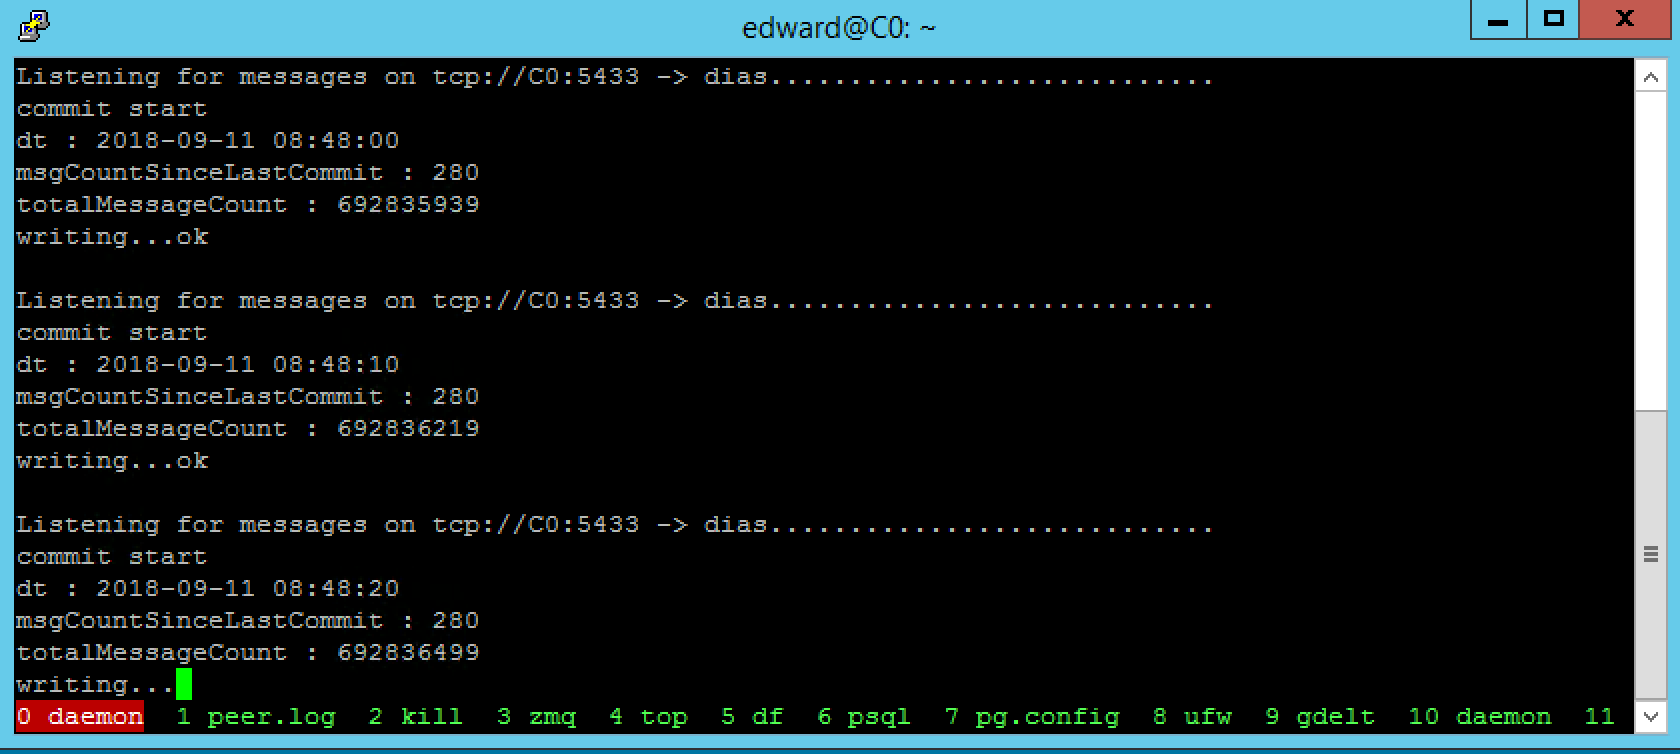 edward@C0: ~
Listening for messages on tcp://C0:5433 -> dias............................
commit start
dt : 2018-09-11 08:48:00
msgCountSinceLastCommit : 280
totalMessageCount : 692835939
writing...ok
Listening for messages on tcp://C0:5433 -> dias............................
commit start
dt : 2018-09-11 08:48:10
msgCountSinceLastCommit : 280
totalMessageCount : 692836219
writing...ok
Listening for messages on tcp://C0:5433 -> dias............................
commit start
dt : 2018-09-11 08:48:20
msgCountSinceLastCommit : 280
totalMessageCount : 692836499
writing...
0 daemon 1 peer.log 2 kill 3 zmq 4 top 5 df 6 psql 7 pg.config 8 ufw 9 gdelt 10 daemon 11